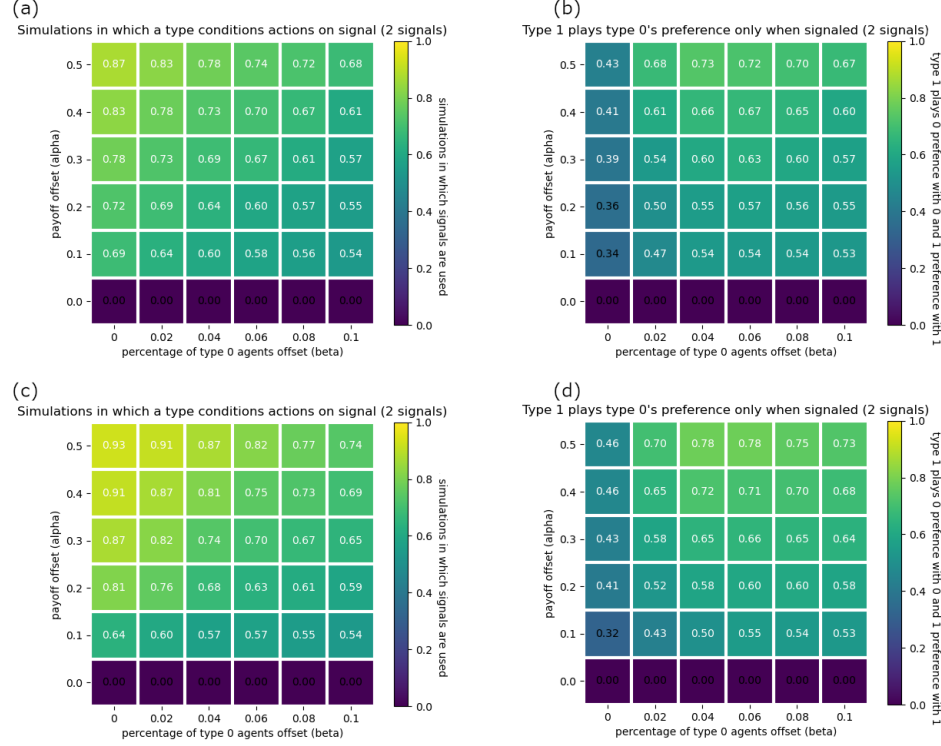 (a)
Simulations in which a type conditions actions on signal (2 signals)
0.5 0.87 0.83 0.78 0.74 0.72 0.68
0.4 0.83 0.78 0.73 0.70 0.67 0.61
0.3 0.78 0.73 0.69 0.67 0.61 0.57
0.2 0.72 0.69 0.64 0.60 0.57 0.55
0.1 0.69 0.64 0.60 0.58 0.56 0.54
0.0 0.00 0.00 0.00 0.00 0.00 0.00
0 0.02 0.04 0.06 0.08 0.1
percentage of type 0 agents offset (beta)
payoff offset (alpha)
1.0
0.8
0.6
0.4
0.2
0.0
simulations in which signals are used
(b)
Type 1 plays type 0's preference only when signaled (2 signals)
0.5 0.43 0.68 0.73 0.72 0.70 0.67
0.4 0.41 0.61 0.66 0.67 0.65 0.60
0.3 0.39 0.54 0.60 0.63 0.60 0.57
0.2 0.36 0.50 0.55 0.57 0.56 0.55
0.1 0.34 0.47 0.54 0.54 0.54 0.53
0.0 0.00 0.00 0.00 0.00 0.00 0.00
0 0.02 0.04 0.06 0.08 0.1
percentage of type 0 agents offset (beta)
payoff offset (alpha)
1.0
0.8
0.6
0.4
0.2
0.0
type 1 plays 0 prefence with 0 and 1 preference with 1
(c)
Simulations in which a type conditions actions on signal (2 signals)
0.5 0.93 0.91 0.87 0.82 0.77 0.74
0.4 0.91 0.87 0.81 0.75 0.73 0.69
0.3 0.87 0.82 0.74 0.70 0.67 0.65
0.2 0.81 0.76 0.68 0.63 0.61 0.59
0.1 0.64 0.60 0.57 0.57 0.55 0.54
0.0 0.00 0.00 0.00 0.00 0.00 0.00
0 0.02 0.04 0.06 0.08 0.1
percentage of type 0 agents offset (beta)
payoff offset (alpha)
1.0
0.8
0.6
0.4
0.2
0.0
simulations in which signals are used
(d)
Type 1 plays type 0's preference only when signaled (2 signals)
0.5 0.46 0.70 0.78 0.78 0.75 0.73
0.4 0.46 0.65 0.72 0.71 0.70 0.68
0.3 0.43 0.58 0.65 0.66 0.65 0.64
0.2 0.41 0.52 0.58 0.60 0.60 0.58
0.1 0.32 0.43 0.50 0.55 0.54 0.53
0.0 0.00 0.00 0.00 0.00 0.00 0.00
0 0.02 0.04 0.06 0.08 0.1
percentage of type 0 agents offset (beta)
payoff offset (alpha)
1.0
0.8
0.6
0.4
0.2
0.0
type 1 plays 0 prefence with 0 and 1 preference with 1